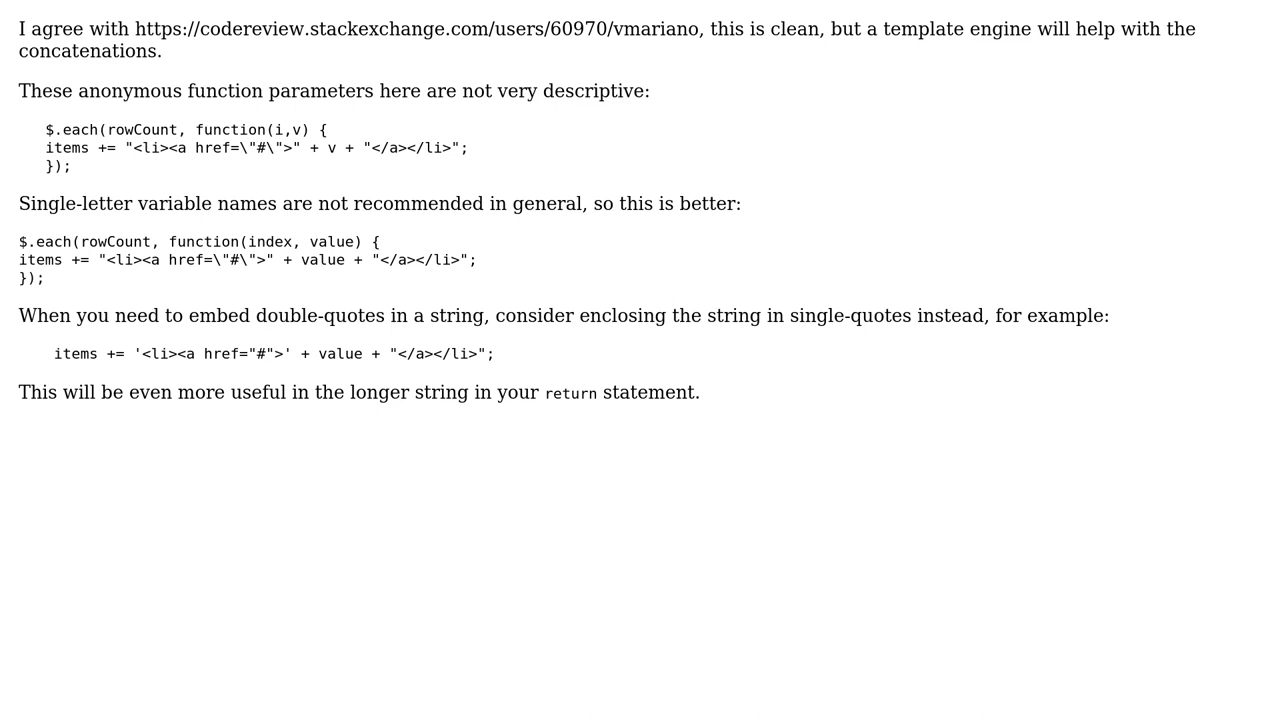 I agree with https://codereview.stackexchange.com/users/60970/vmariano, this is clean, but a template engine will help with the
concatenations.
These anonymous function parameters here are not very descriptive:
$.each(rowCount, function(i,v) {
items += "<li><a href=\"#\">" + v + "</a></li>";
});
Single-letter variable names are not recommended in general, so this is better:
$.each(rowCount, function(index, value) {
items += "<li><a href=\"#\">" + value + "</a></li>";
});
When you need to embed double-quotes in a string, consider enclosing the string in single-quotes instead, for example:
items += '<li><a href="#">' + value + "</a></li>";
This will be even more useful in the longer string in your return statement.